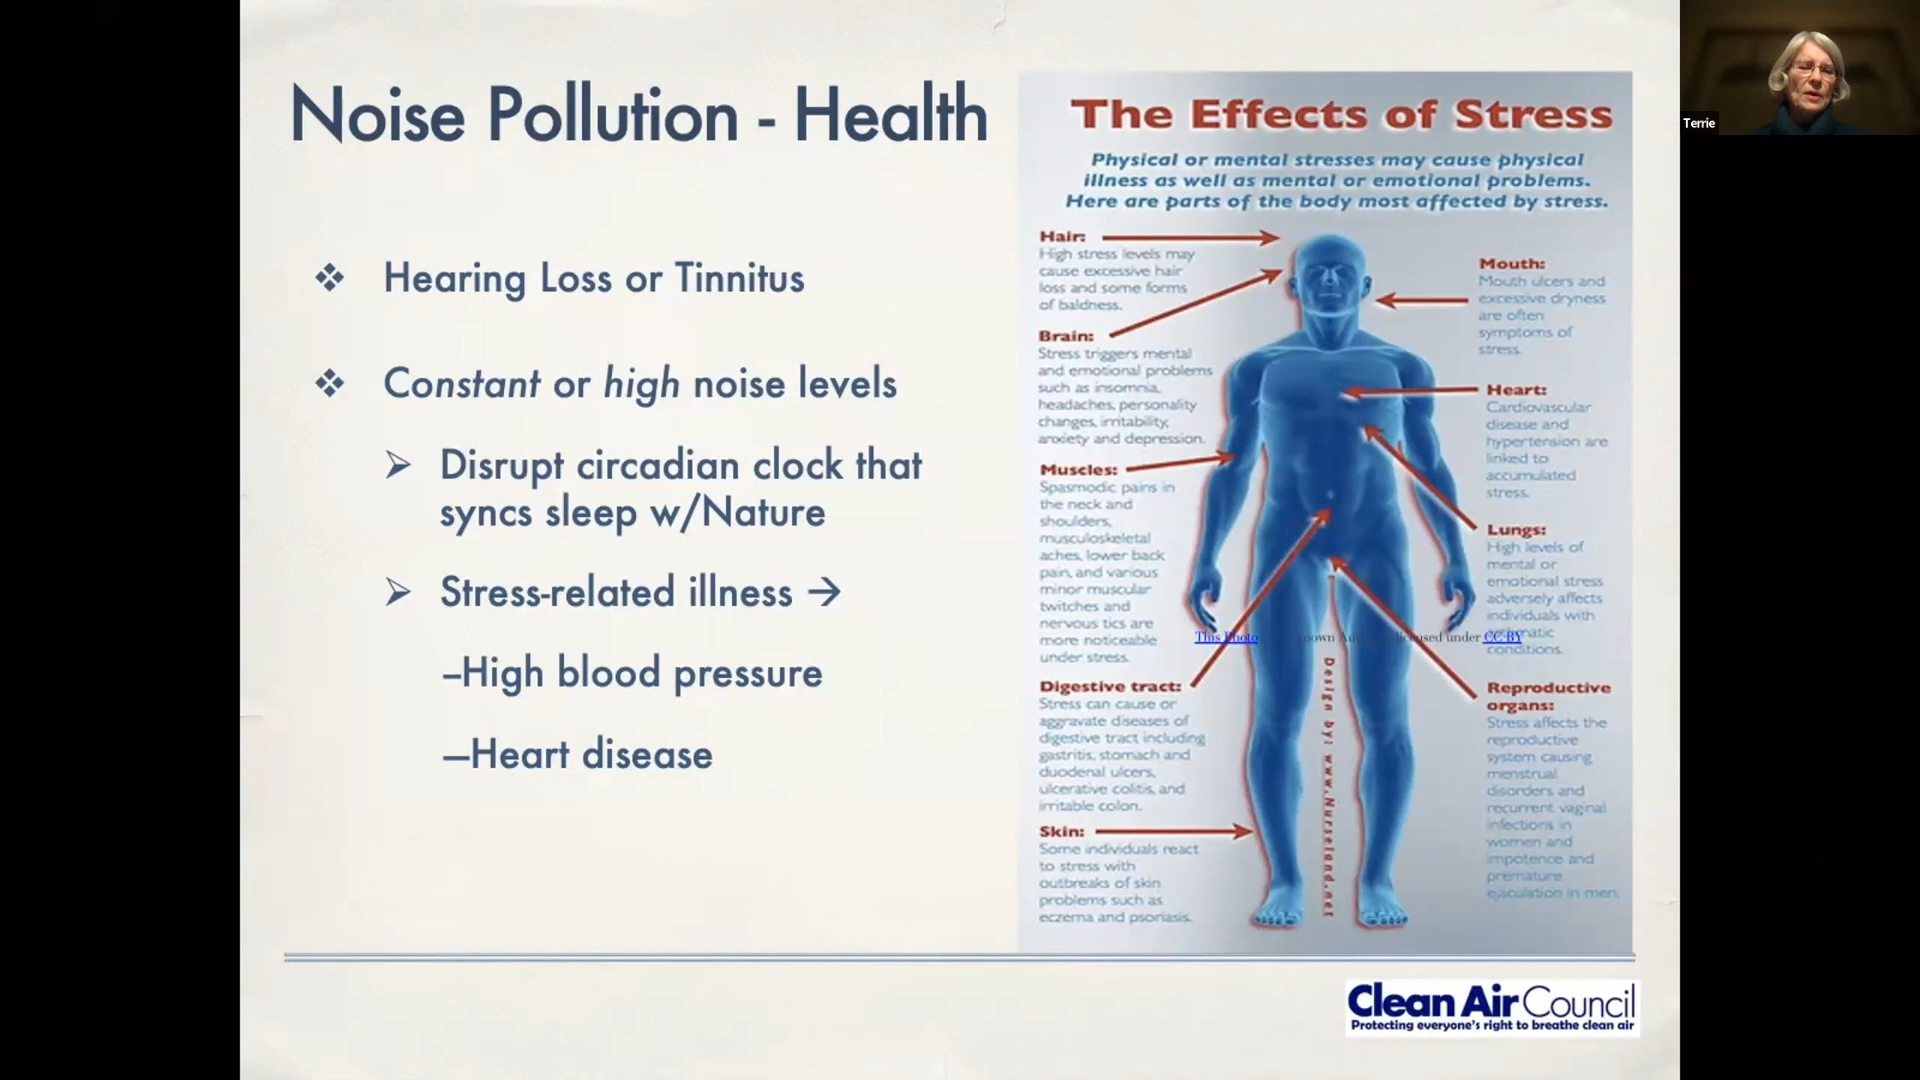 Noise Pollution - Health
❖ Hearing Loss or Tinnitus
❖ Constant or high noise levels
➢ Disrupt circadian clock that
syncs sleep w/Nature
➢ Stress-related illness →
–High blood pressure
—Heart disease
The Effects of Stress
Physical or mental stresses may cause physical
illness as well as mental or emotional problems.
Here are parts of the body most affected by stress.
Hair:
High stress levels may
cause excessive hair
loss and some forms
of baldness.
Brain:
Stress triggers mental
and emotional problems
such as insomnia,
headaches, personality
changes, irritability,
anxiety and depression.
Muscles:
Spasmodic pains in
the neck and
shoulders,
musculoskeletal
aches, lower back
pain, and various
minor muscular
twitches and
nervous tics are
more noticeable
under stress.
Digestive tract:
Stress can cause or
aggravate diseases of
digestive tract including
gastritis, stomach and
duodenal ulcers,
ulcerative colitis, and
irritable colon.
Skin:
Some individuals react
to stress with
outbreaks of skin
problems such as
eczema and psoriasis.
Mouth:
Mouth ulcers and
excessive dryness
are often
symptoms of
stress.
Heart:
Cardiovascular
disease and
hypertension are
linked to
accumulated
stress.
Lungs:
High levels of
mental or
emotional stress
adversely affects
individuals with
conditions.
Reproductive
organs:
Stress affects the
reproductive
system causing
menstrual
disorders and
recurrent vaginal
infections in
women and
impotence and
premature
ejaculation in men.
This Photo under CC BY
Design by: www.Nurseland.net
Clean Air Council
Protecting everyone's right to breathe clean air
Terrie